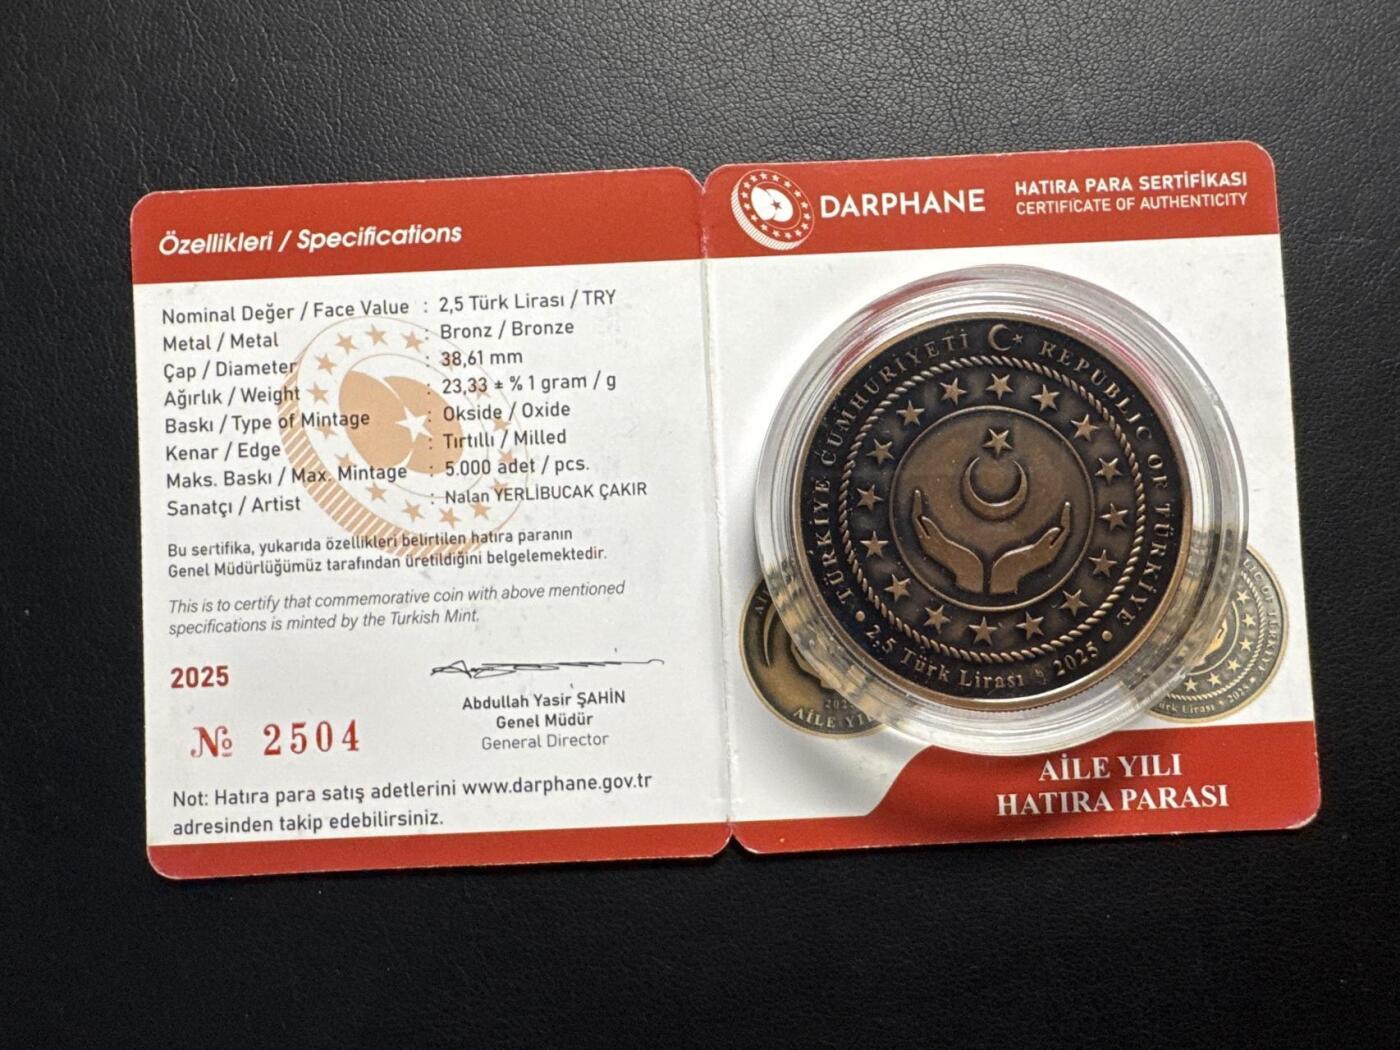 Özellikleri / Specifications
Nominal Değer / Face Value : 2,5 Türk Lirası / TRY
Metal / Metal : Bronz / Bronze
Çap / Diameter : 38,61 mm
Ağırlık / Weight : 23,33 ± % 1 gram / g
Baskı / Type of Mintage : Okside / Oxide
Kenar / Edge : Tırtıllı / Milled
Maks. Baskı / Max. Mintage : 5.000 adet / pcs.
Sanatçı / Artist : Nalan YERLİBUCAK ÇAKIR
Bu sertifika, yukarıda özellikleri belirtilen hatıra paranın
Genel Müdürlüğümüz tarafından üretildiğini belgelemektedir.
This is to certify that commemorative coin with above mentioned
specifications is minted by the Turkish Mint.
2025
№ 2504
Abdullah Yasir ŞAHİN
Genel Müdür
General Director
Not: Hatıra para satış adetlerini www.darphane.gov.tr
adresinden takip edebilirsiniz.
DARPHANE
HATIRA PARA SERTİFİKASI
CERTIFICATE OF AUTHENTICITY
TÜRKİYE CUMHURİYETİ REPUBLIC OF TÜRKİYE
• 2,5 Türk Lirası 2025 •
AİLE YILI
HATIRA PARASI